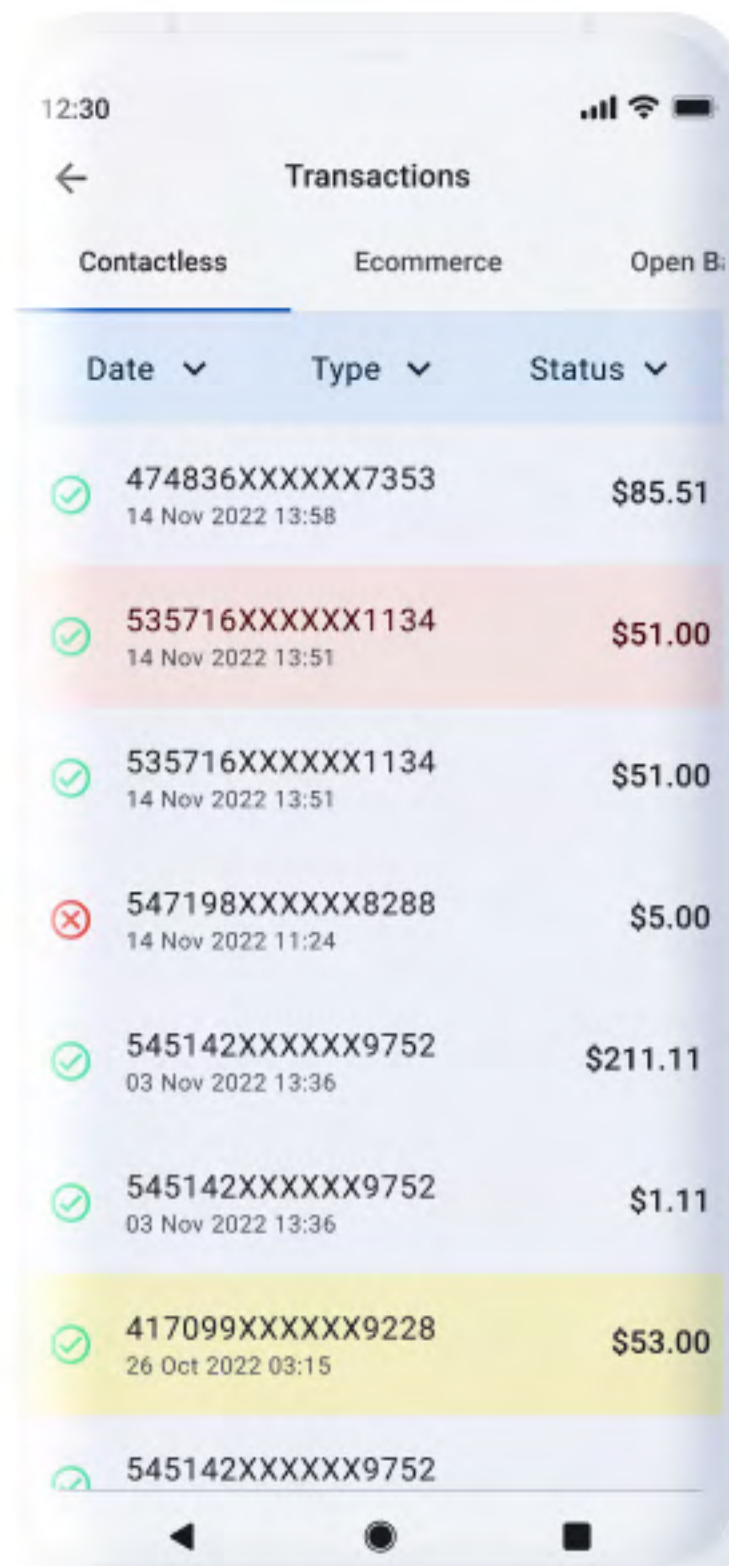 12:30
Transactions
Contactless Ecommerce Open
Date Type Status
474836XXXXXX7353 $85.51
14 Nov 2022 13:58
535716XXXXXX1134 $51.00
14 Nov 2022 13:51
535716XXXXXX1134 $51.00
14 Nov 2022 13:51
547198XXXXXX8288 $5.00
14 Nov 2022 11:24
545142XXXXXX9752 $211.11
03 Nov 2022 13:36
545142XXXXXX9752 $1.11
03 Nov 2022 13:36
417099XXXXXX9228 $53.00
26 Oct 2022 03:15
545142XXXXXX9752